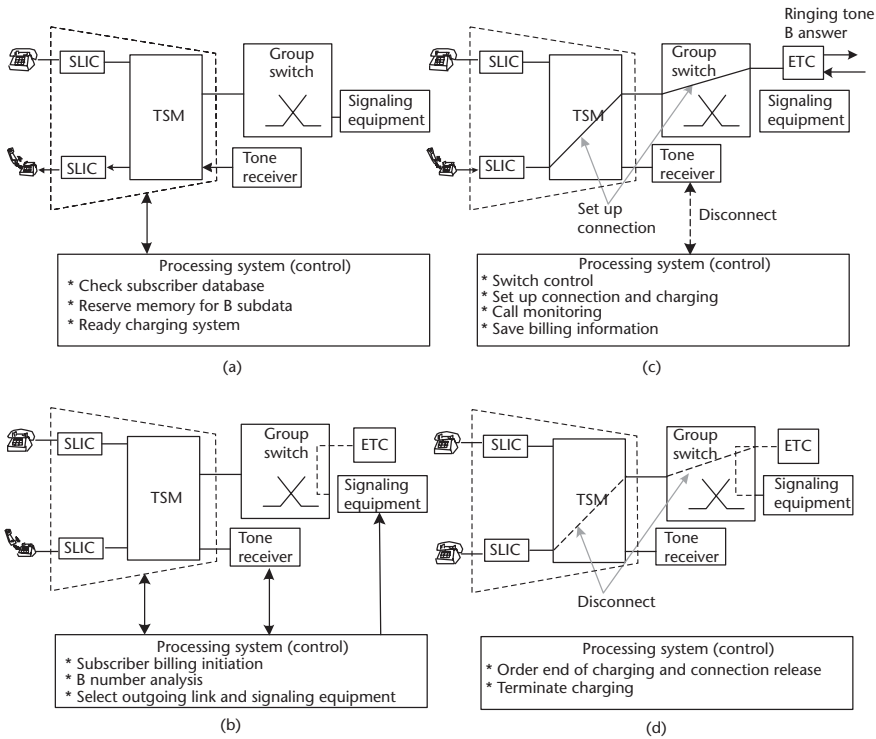 SLIC
Group
switch
TSM
Signaling
equipment
SLIC
Tone
receiver
Processing system (control)
* Check subscriber database
* Reserve memory for B subdata
* Ready charging system
(a)
Ringing tone
B answer
SLIC
Group
switch
ETC
TSM
Signaling
equipment
SLIC
Tone
receiver
Set up
connection
Disconnect
Processing system (control)
* Switch control
* Set up connection and charging
* Call monitoring
* Save billing information
(c)
SLIC
Group
switch
ETC
TSM
Signaling
equipment
SLIC
Tone
receiver
Processing system (control)
* Subscriber billing initiation
* B number analysis
* Select outgoing link and signaling equipment
(b)
SLIC
Group
switch
ETC
TSM
Signaling
equipment
SLIC
Tone
receiver
Disconnect
Processing system (control)
* Order end of charging and connection release
* Terminate charging
(d)